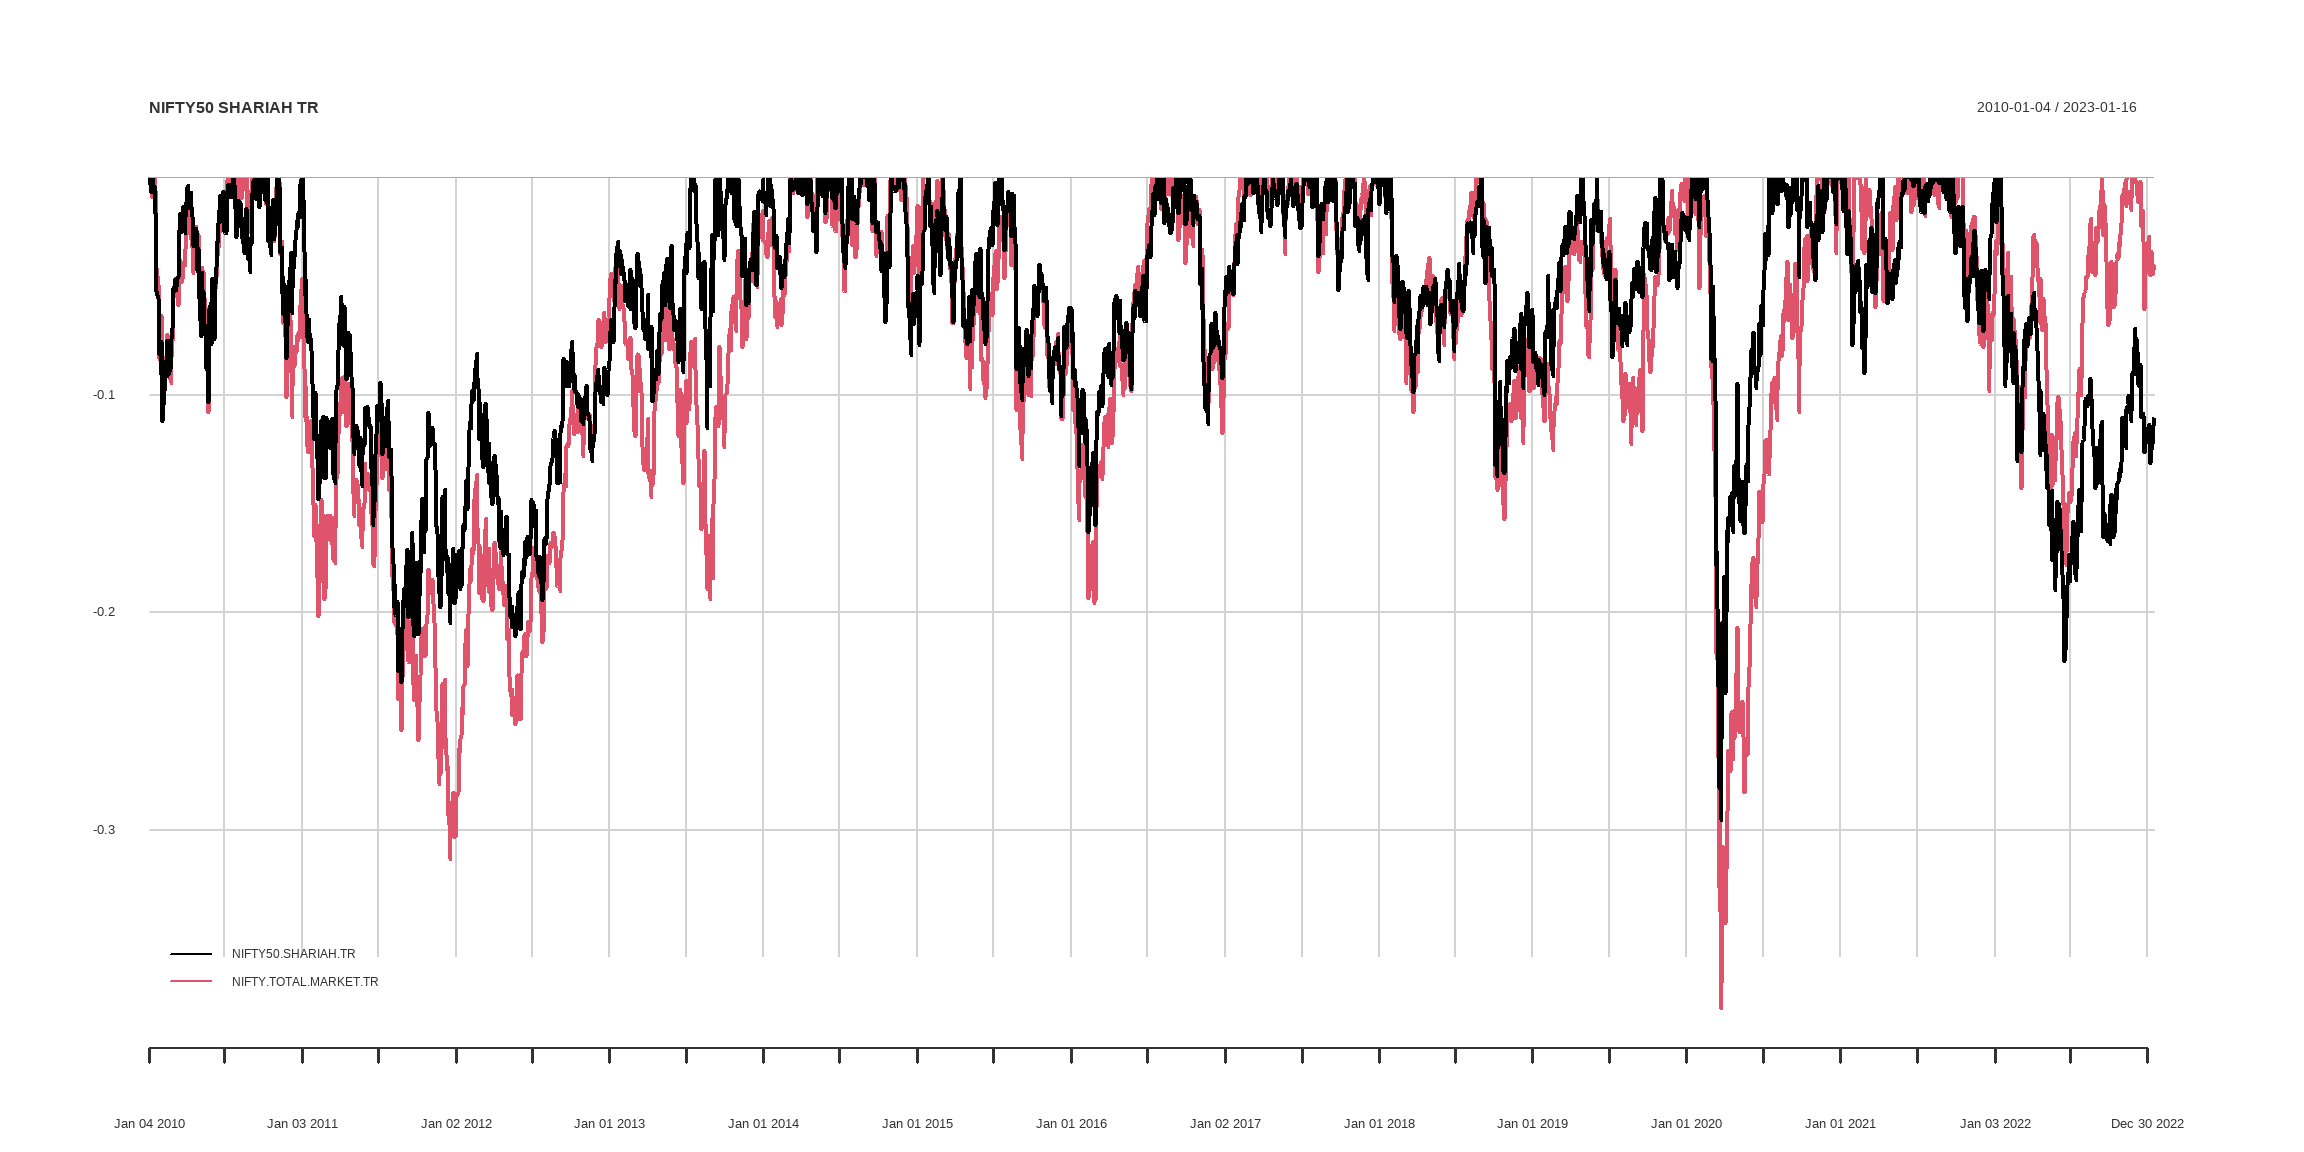 NIFTY50 SHARIAH TR
2010-01-04 / 2023-01-16
-0.1
-0.2
-0.3
NIFTY50.SHARIAH.TR
NIFTY.TOTAL.MARKET.TR
Jan 04 2010 Jan 03 2011 Jan 02 2012 Jan 01 2013 Jan 01 2014 Jan 01 2015 Jan 01 2016 Jan 02 2017 Jan 01 2018 Jan 01 2019 Jan 01 2020 Jan 01 2021 Jan 03 2022 Dec 30 2022